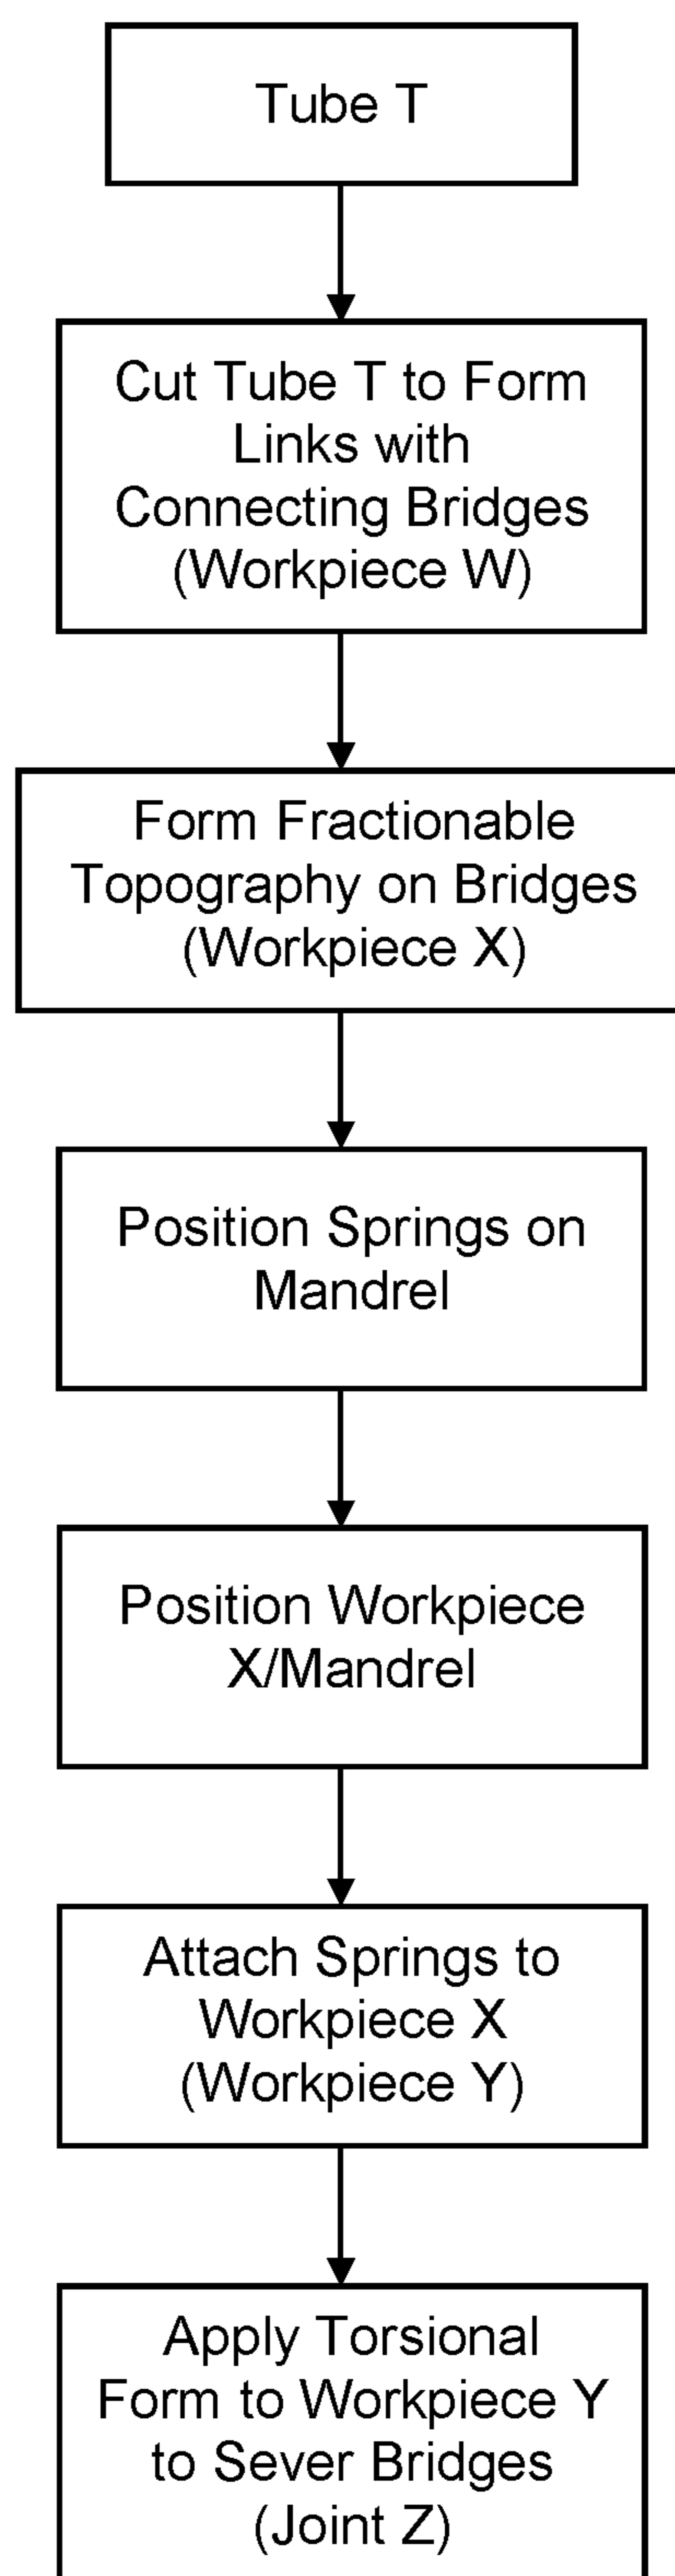 Tube T
Cut Tube T to Form
Links with
Connecting Bridges
(Workpiece W)
Form Fractionable
Topography on Bridges
(Workpiece X)
Position Springs on
Mandrel
Position Workpiece
X/Mandrel
Attach Springs to
Workpiece X
(Workpiece Y)
Apply Torsional
Form to Workpiece Y
to Sever Bridges
(Joint Z)